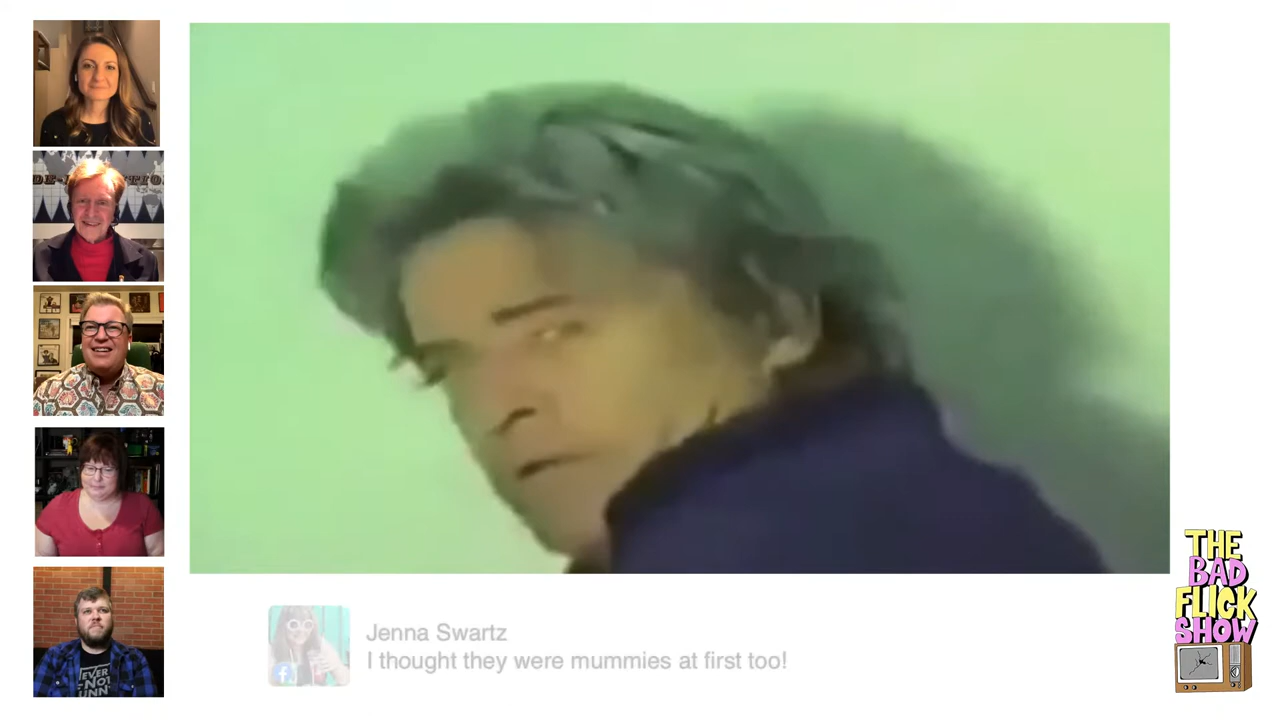 Jenna Swartz
I thought they were mummies at first too!
THE
BAD
FLICK
SHOW